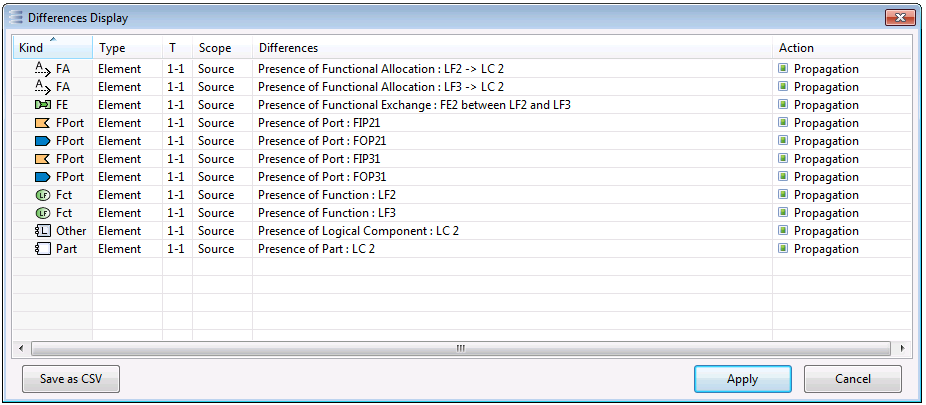 Differences Display
Kind Type T Scope Differences Action
A FA Element 1-1 Source Presence of Functional Allocation : LF2 -> LC 2 Propagation
A FA Element 1-1 Source Presence of Functional Allocation : LF3 -> LC 2 Propagation
FE Element 1-1 Source Presence of Functional Exchange : FE2 between LF2 and LF3 Propagation
FPort Element 1-1 Source Presence of Port : FIP21 Propagation
FPort Element 1-1 Source Presence of Port : FOP21 Propagation
FPort Element 1-1 Source Presence of Port : FIP31 Propagation
FPort Element 1-1 Source Presence of Port : FOP31 Propagation
LF Fct Element 1-1 Source Presence of Function : LF2 Propagation
LF Fct Element 1-1 Source Presence of Function : LF3 Propagation
L Other Element 1-1 Source Presence of Logical Component : LC 2 Propagation
Part Element 1-1 Source Presence of Part : LC 2 Propagation
Save as CSV Apply Cancel